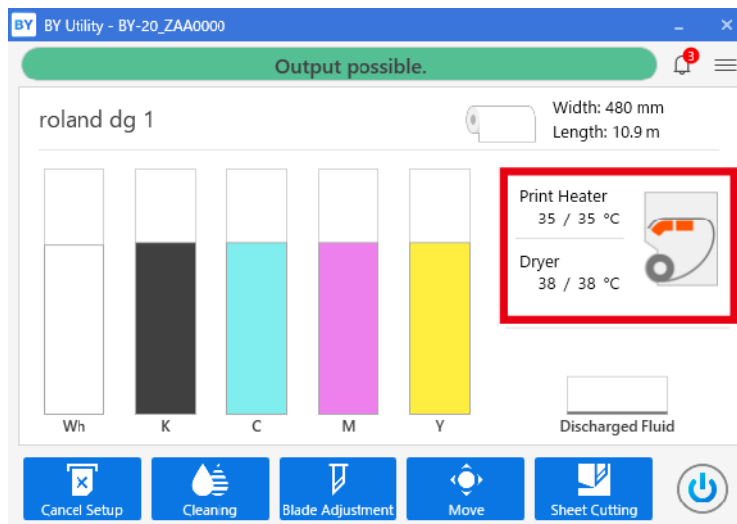 BY BY Utility - BY-20_ZAA0000
Output possible.
3
roland dg 1
Width: 480 mm
Length: 10.9 m
Print Heater
35 / 35 °C
Dryer
38 / 38 °C
Wh K C M Y
Discharged Fluid
Cancel Setup Cleaning Blade Adjustment Move Sheet Cutting